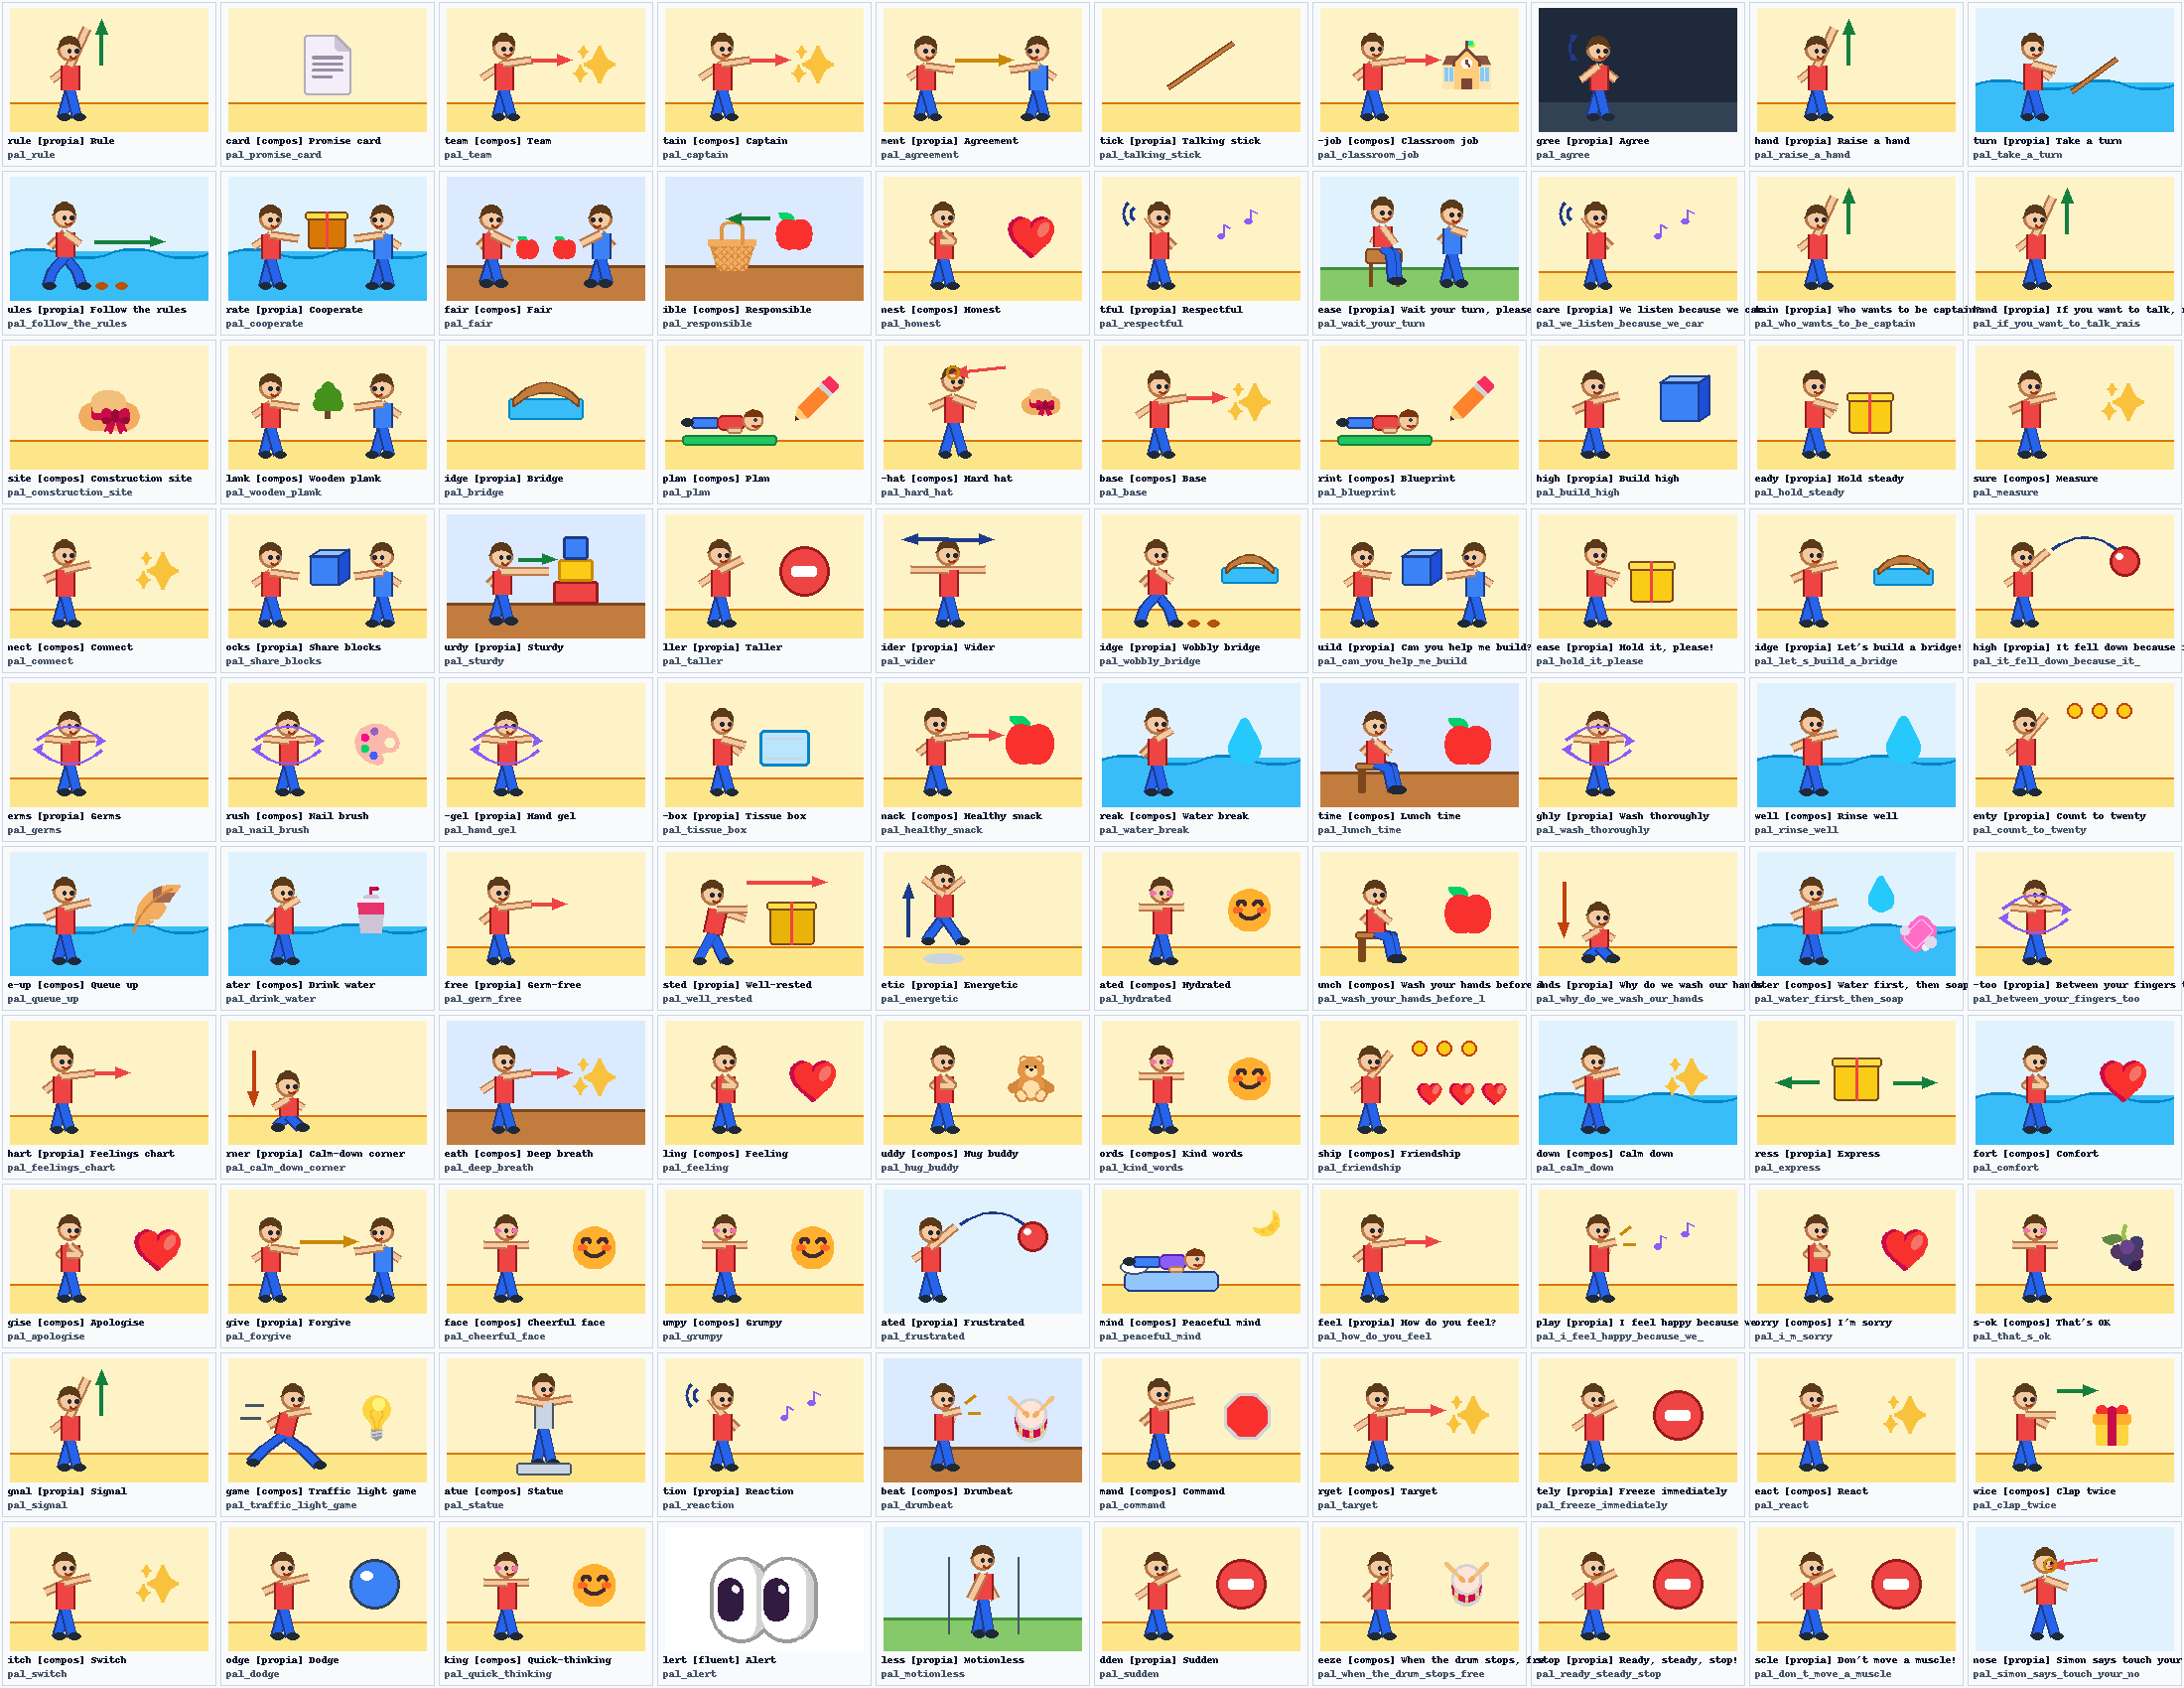 rule [propia] Rule
pal_rule
card [compos] Promise card
pal_promise_card
team [compos] Team
pal_team
tain [compos] Captain
pal_captain
ment [propia] Agreement
pal_agreement
tick [propia] Talking stick
pal_talking_stick
-job [compos] Classroom job
pal_classroom_job
gree [propia] Agree
pal_agree
hand [propia] Raise a hand
pal_raise_a_hand
turn [propia] Take a turn
pal_take_a_turn
ules [propia] Follow the rules
pal_follow_the_rules
rate [propia] Cooperate
pal_cooperate
fair [compos] Fair
pal_fair
ible [compos] Responsible
pal_responsible
nest [compos] Honest
pal_honest
tful [propia] Respectful
pal_respectful
ease [propia] Wait your turn, please
pal_wait_your_turn
care [propia] We listen because we
pal_we_listen_because_we_car
tain [propia] Who wants to be captain?
pal_who_wants_to_be_captain
hand [propia] If you want to talk,
pal_if_you_want_to_talk_rais
site [compos] Construction site
pal_construction_site
lank [compos] Wooden plank
pal_wooden_plank
idge [propia] Bridge
pal_bridge
plan [compos] Plan
pal_plan
-hat [compos] Hard hat
pal_hard_hat
base [compos] Base
pal_base
rint [compos] Blueprint
pal_blueprint
high [propia] Build high
pal_build_high
eady [propia] Hold steady
pal_hold_steady
sure [compos] Measure
pal_measure
nect [compos] Connect
pal_connect
ocks [propia] Share blocks
pal_share_blocks
urdy [propia] Sturdy
pal_sturdy
ller [propia] Taller
pal_taller
ider [propia] Wider
pal_wider
idge [propia] Wobbly bridge
pal_wobbly_bridge
uild [propia] Can you help me build?
pal_can_you_help_me_build
ease [propia] Hold it, please!
pal_hold_it_please
idge [propia] Let's build a bridge!
pal_let_s_build_a_bridge
high [propia] It fell down because
pal_it_fell_down_because_it_
erms [propia] Germs
pal_germs
rush [compos] Nail brush
pal_nail_brush
-gel [propia] Hand gel
pal_hand_gel
-box [propia] Tissue box
pal_tissue_box
nack [compos] Healthy snack
pal_healthy_snack
reak [compos] Water break
pal_water_break
time [compos] Lunch time
pal_lunch_time
ghly [propia] Wash thoroughly
pal_wash_thoroughly
well [compos] Rinse well
pal_rinse_well
enty [propia] Count to twenty
pal_count_to_twenty
e-up [compos] Queue up
pal_queue_up
ater [compos] Drink water
pal_drink_water
free [propia] Germ-free
pal_germ_free
sted [propia] Well-rested
pal_well_rested
etic [propia] Energetic
pal_energetic
ated [compos] Hydrated
pal_hydrated
unch [compos] Wash your hands before
pal_wash_your_hands_before_l
ands [propia] Why do we wash our hands
pal_why_do_we_wash_our_hands
ater [compos] Water first, then soap
pal_water_first_then_soap
-too [propia] Between your fingers
pal_between_your_fingers_too
hart [propia] Feelings chart
pal_feelings_chart
rner [propia] Calm-down corner
pal_calm_down_corner
eath [compos] Deep breath
pal_deep_breath
ling [compos] Feeling
pal_feeling
uddy [compos] Hug buddy
pal_hug_buddy
ords [compos] Kind words
pal_kind_words
ship [compos] Friendship
pal_friendship
down [compos] Calm down
pal_calm_down
ress [propia] Express
pal_express
fort [compos] Comfort
pal_comfort
gise [compos] Apologise
pal_apologise
give [propia] Forgive
pal_forgive
face [compos] Cheerful face
pal_cheerful_face
umpy [compos] Grumpy
pal_grumpy
ated [propia] Frustrated
pal_frustrated
mind [compos] Peaceful mind
pal_peaceful_mind
feel [propia] How do you feel?
pal_how_do_you_feel
play [propia] I feel happy because
pal_i_feel_happy_because_we_
orry [compos] I'm sorry
pal_i_m_sorry
s-ok [compos] That's OK
pal_that_s_ok
gnal [propia] Signal
pal_signal
game [compos] Traffic light game
pal_traffic_light_game
atue [compos] Statue
pal_statue
tion [propia] Reaction
pal_reaction
beat [compos] Drumbeat
pal_drumbeat
mand [compos] Command
pal_command
rget [compos] Target
pal_target
tely [propia] Freeze immediately
pal_freeze_immediately
eact [compos] React
pal_react
wice [compos] Clap twice
pal_clap_twice
itch [compos] Switch
pal_switch
odge [propia] Dodge
pal_dodge
king [compos] Quick-thinking
pal_quick_thinking
lert [fluent] Alert
pal_alert
less [propia] Motionless
pal_motionless
dden [propia] Sudden
pal_sudden
eeze [compos] When the drum stops,
pal_when_the_drum_stops_free
stop [propia] Ready, steady, stop!
pal_ready_steady_stop
scle [propia] Don't move a muscle!
pal_don_t_move_a_muscle
nose [propia] Simon says touch your
pal_simon_says_touch_your_no